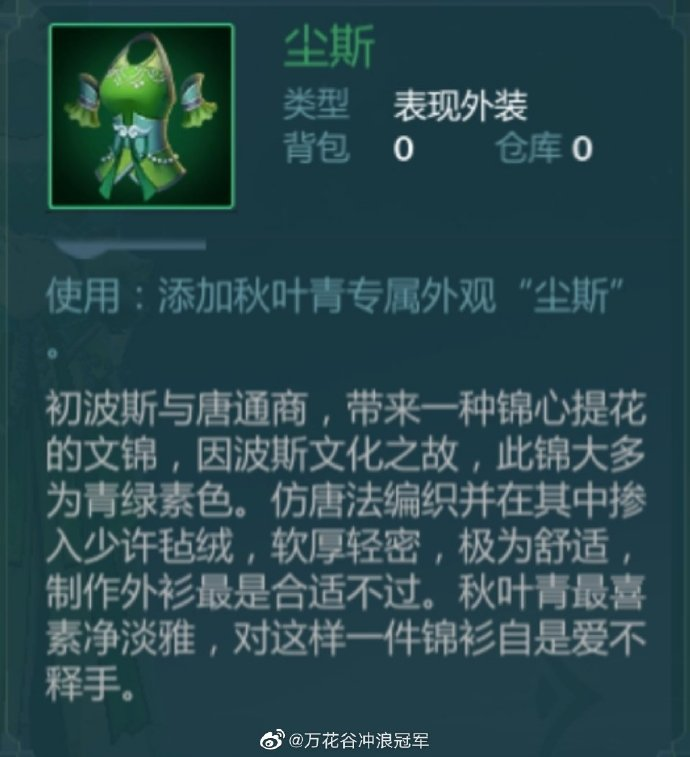 尘斯
类型 表现外装
背包 0 仓库 0
使用：添加秋叶青专属外观“尘斯”
。
初波斯与唐通商，带来一种锦心提花
的文锦，因波斯文化之故，此锦大多
为青绿素色。仿唐法编织并在其中掺
入少许毡绒，软厚轻密，极为舒适，
制作外衫最是合适不过。秋叶青最喜
素净淡雅，对这样一件锦衫自是爱不
释手。
@万花谷冲浪冠军